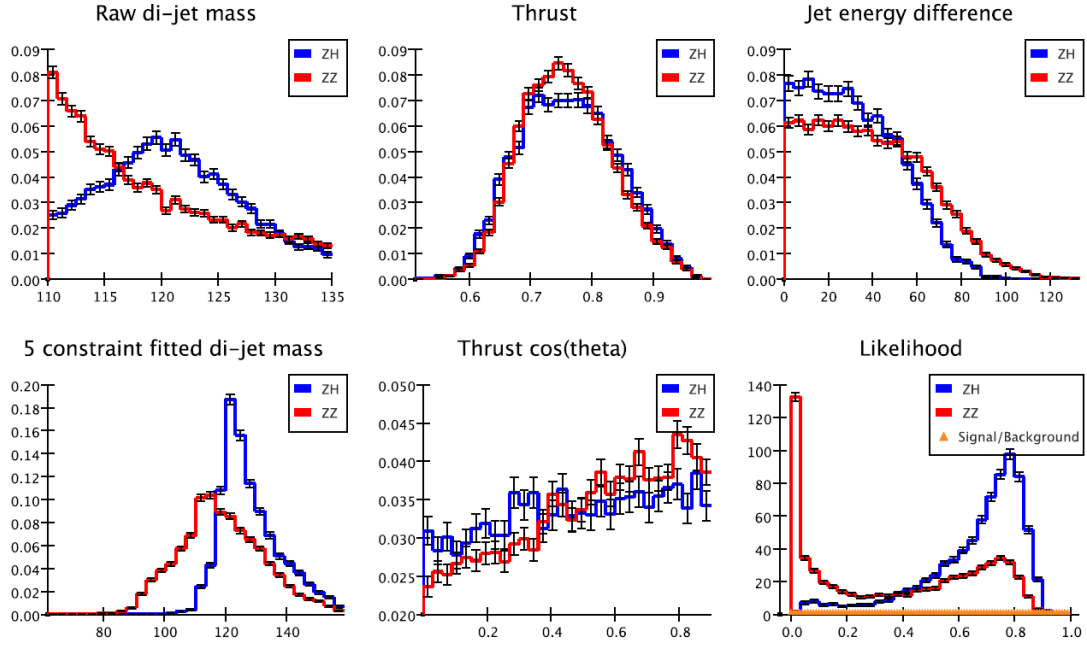 Raw di-jet mass
0.09
0.08
0.07
0.06
0.05
0.04
0.03
0.02
0.01
0.00
110 115 120 125 130 135
ZH
ZZ
Thrust
0.09
0.08
0.07
0.06
0.05
0.04
0.03
0.02
0.01
0.00
0.6 0.7 0.8 0.9
ZH
ZZ
Jet energy difference
0.09
0.08
0.07
0.06
0.05
0.04
0.03
0.02
0.01
0.00
0 20 40 60 80 100 120
ZH
ZZ
5 constraint fitted di-jet mass
0.20
0.18
0.16
0.14
0.12
0.10
0.08
0.06
0.04
0.02
0.00
80 100 120 140
ZH
ZZ
Thrust cos(theta)
0.050
0.045
0.040
0.035
0.030
0.025
0.020
0.2 0.4 0.6 0.8
ZH
ZZ
Likelihood
140
120
100
80
60
40
20
0
0.0 0.2 0.4 0.6 0.8 1.0
ZH
ZZ
Signal/Background